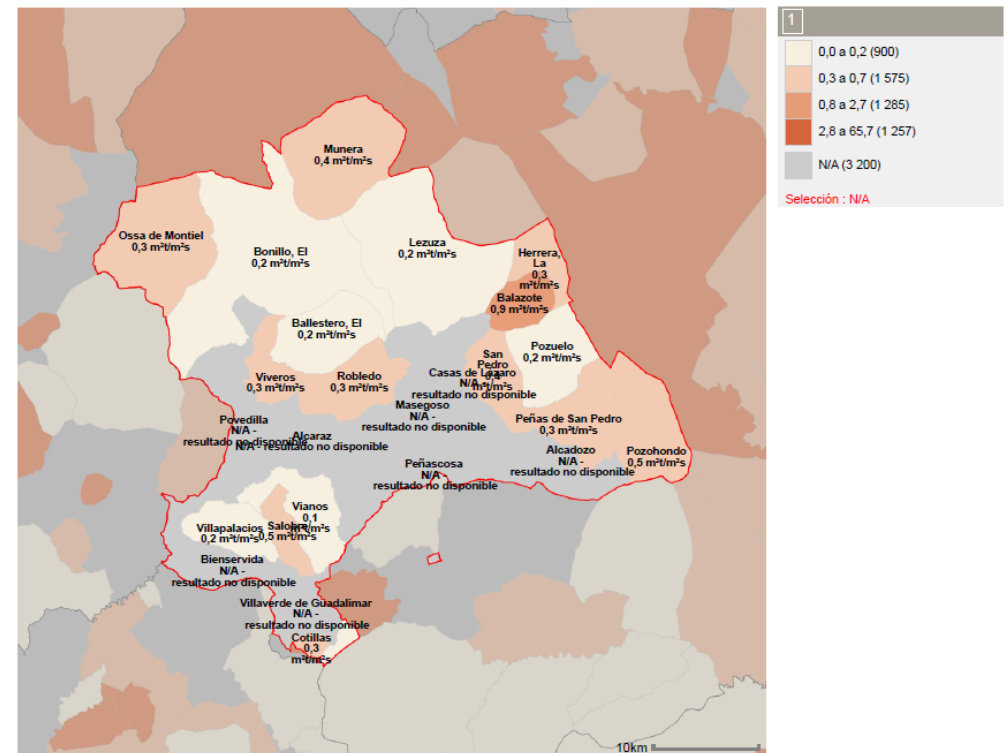 1
0,0 a 0,2 (900)
0,3 a 0,7 (1 575)
0,8 a 2,7 (1 285)
2,8 a 65,7 (1 257)
N/A (3 200)
Selección : N/A
Munera
0,4 m²t/m²s
Ossa de Montiel
0,3 m²t/m²s
Bonillo, El
0,2 m²t/m²s
Lezuza
0,2 m²t/m²s
Herrera,
La
0,3
m²t/m²s
Balazote
0,9 m²t/m²s
Ballestero, El
0,2 m²t/m²s
Pozuelo
0,2 m²t/m²s
San
Pedro
0,4
m²t/m²s
Casas de Lázaro
N/A -
resultado no disponible
Viveros
0,3 m²t/m²s
Robledo
0,3 m²t/m²s
Masegoso
N/A -
resultado no disponible
Peñas de San Pedro
0,3 m²t/m²s
Povedilla
N/A -
resultado no disponible
Alcaraz
N/A - resultado no disponible
Alcadozo
N/A -
resultado no disponible
Pozohondo
0,5 m²t/m²s
Peñascosa
N/A -
resultado no disponible
Vianos
0,1
m²t/m²s
Villapalacios
0,2 m²t/m²s
Salobre
0,5 m²t/m²s
Bienservida
N/A -
resultado no disponible
Villaverde de Guadalimar
N/A -
resultado no disponible
Cotillas
0,3
m²t/m²s
10km